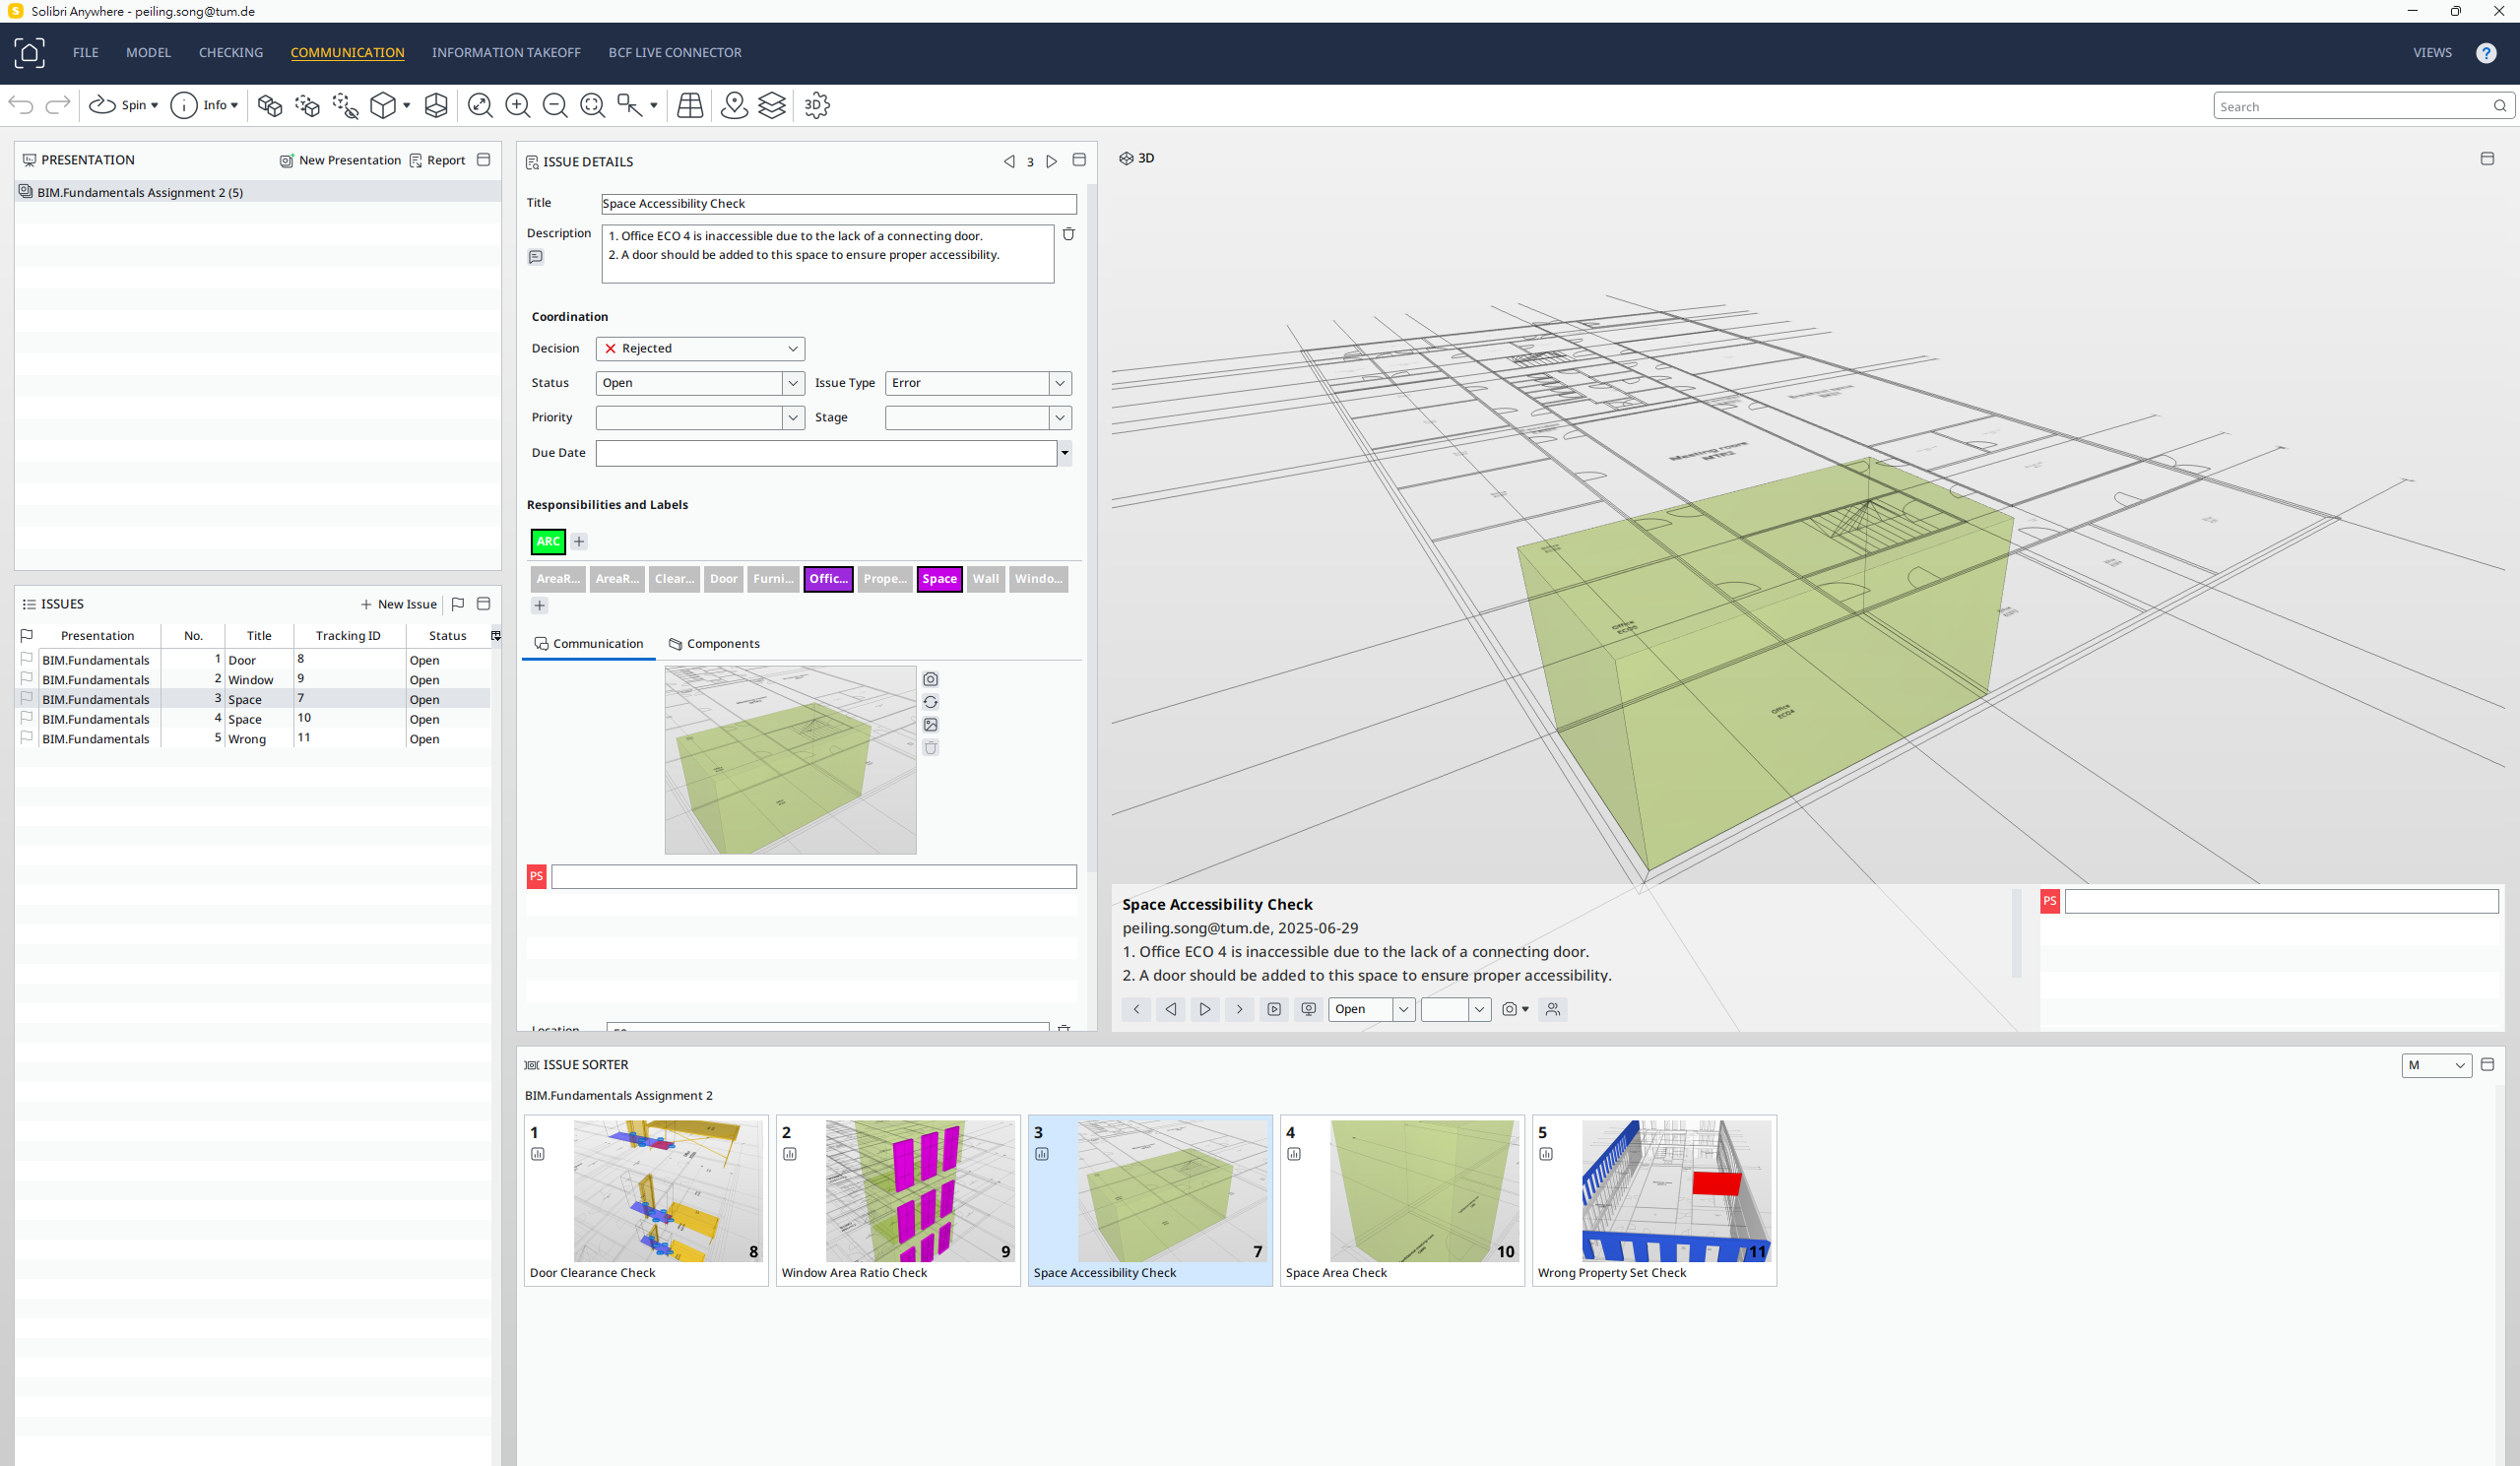 Solibri Anywhere - peiling.song@tum.de
FILE MODEL CHECKING COMMUNICATION INFORMATION TAKEOFF BCF LIVE CONNECTOR VIEWS ?
Spin Info 3D Search
PRESENTATION New Presentation Report
BIM.Fundamentals Assignment 2 (5)
ISSUES New Issue
Presentation No. Title Tracking ID Status
BIM.Fundamentals 1 Door 8 Open
BIM.Fundamentals 2 Window 9 Open
BIM.Fundamentals 3 Space 7 Open
BIM.Fundamentals 4 Space 10 Open
BIM.Fundamentals 5 Wrong 11 Open
ISSUE DETAILS 3
Title Space Accessibility Check
Description 1. Office ECO 4 is inaccessible due to the lack of a connecting door.
2. A door should be added to this space to ensure proper accessibility.
Coordination
Decision Rejected
Status Open Issue Type Error
Priority Stage
Due Date
Responsibilities and Labels
ARC
AreaR... AreaR... Clear... Door Furni... Offic... Prope... Space Wall Windo...
Communication Components
PS
Location
3D
Meeting room
MTR2
Office
Office
ECO4
Space Accessibility Check
peiling.song@tum.de, 2025-06-29
1. Office ECO 4 is inaccessible due to the lack of a connecting door.
2. A door should be added to this space to ensure proper accessibility.
Open
PS
ISSUE SORTER M
BIM.Fundamentals Assignment 2
1 8
Door Clearance Check
2 9
Window Area Ratio Check
3 7
Space Accessibility Check
4 10
Space Area Check
5 11
Wrong Property Set Check